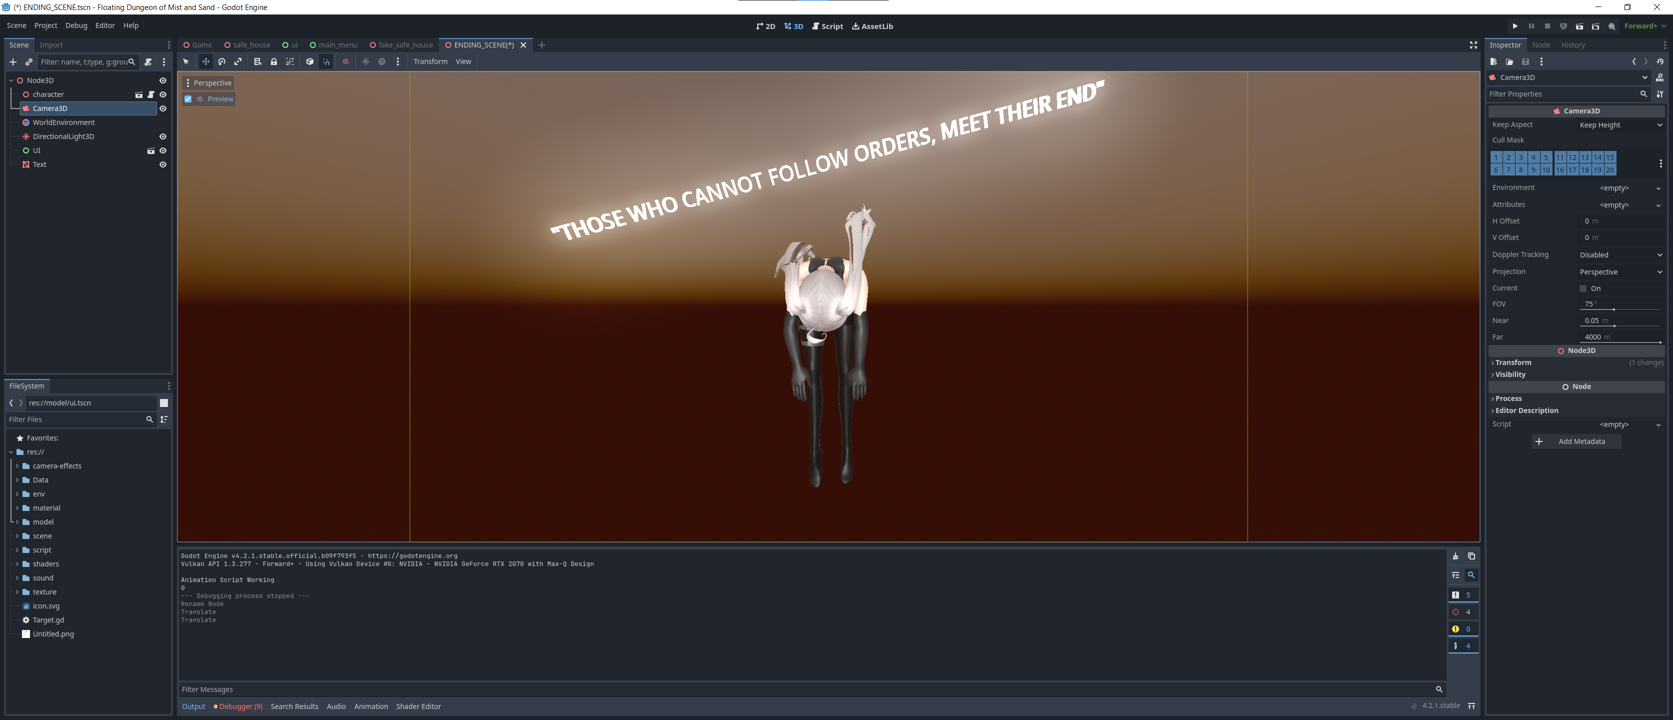 (*) ENDING_SCENE.tscn - Floating Dungeon of Mist and Sand - Godot Engine
Scene Project Debug Editor Help
2D 3D Script AssetLib
Forward+
Scene Import
Filter: name, t:type, g:grou
Node3D
character
Camera3D
WorldEnvironment
DirectionalLight3D
UI
Text
FileSystem
res://model/ui.tscn
Filter Files
Favorites:
res://
camera-effects
Data
env
material
model
scene
script
shaders
sound
texture
icon.svg
Target.gd
Untitled.png
Game safe_house ui main_menu fake_safe_house ENDING_SCENE(*)
Transform View
Perspective
Preview
"THOSE WHO CANNOT FOLLOW ORDERS, MEET THEIR END"
Godot Engine v4.2.1.stable.official.b09f793f5 - https://godotengine.org
Vulkan API 1.3.277 - Forward+ - Using Vulkan Device #0: NVIDIA - NVIDIA GeForce RTX 2070 with Max-Q Design
Animation Script Working
0
--- Debugging process stopped ---
Rename Node
Translate
Translate
5
4
0
4
Filter Messages
Output Debugger (9) Search Results Audio Animation Shader Editor
4.2.1.stable
Inspector Node History
Camera3D
Filter Properties
Camera3D
Keep Aspect Keep Height
Cull Mask
1 2 3 4 5 11 12 13 14 15
6 7 8 9 10 16 17 18 19 20
Environment <empty>
Attributes <empty>
H Offset 0 m
V Offset 0 m
Doppler Tracking Disabled
Projection Perspective
Current On
FOV 75 °
Near 0.05 m
Far 4000 m
Node3D
Transform (1 change)
Visibility
Node
Process
Editor Description
Script <empty>
Add Metadata